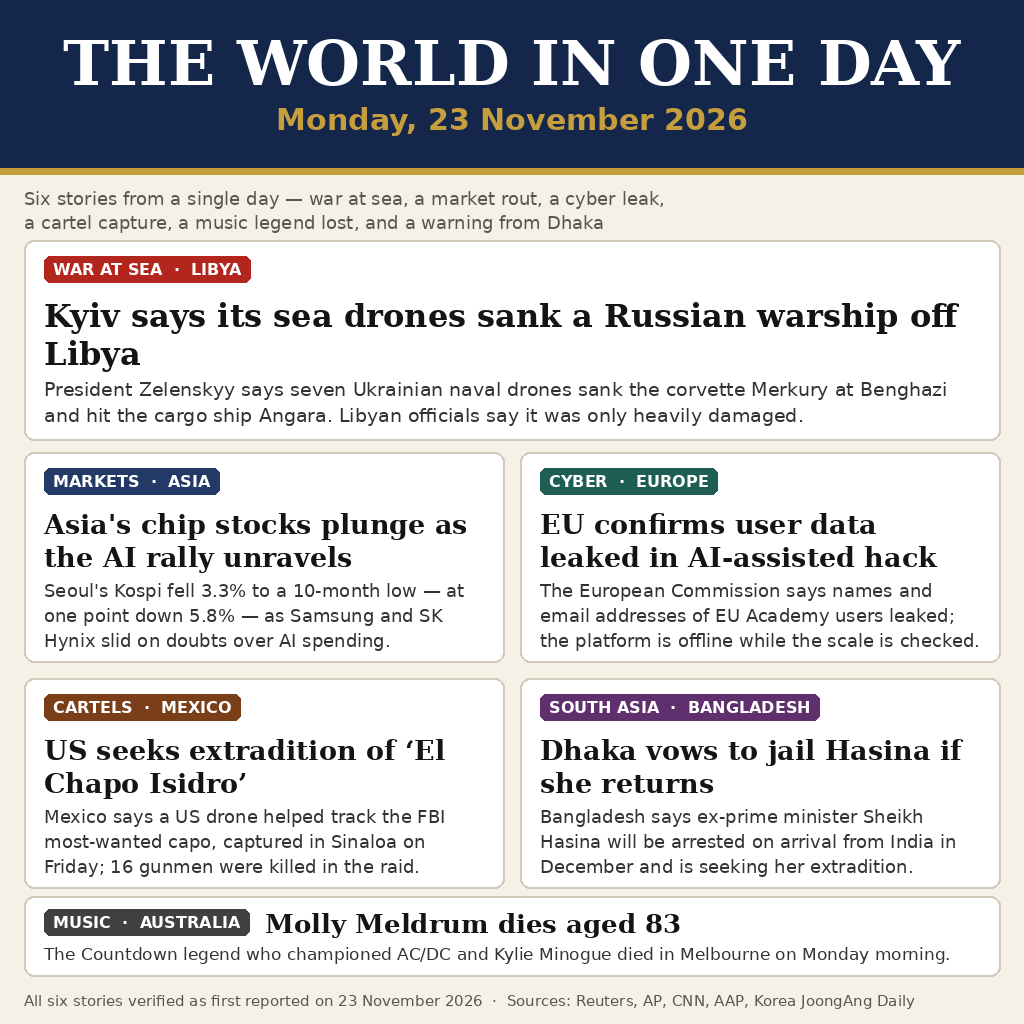 THE WORLD IN ONE DAY
Monday, 23 November 2026
Six stories from a single day — war at sea, a market rout, a cyber leak,
a cartel capture, a music legend lost, and a warning from Dhaka
WAR AT SEA · LIBYA
Kyiv says its sea drones sank a Russian warship off
Libya
President Zelenskyy says seven Ukrainian naval drones sank the corvette Merkury at Benghazi
and hit the cargo ship Angara. Libyan officials say it was only heavily damaged.
MARKETS · ASIA
Asia's chip stocks plunge as
the AI rally unravels
Seoul's Kospi fell 3.3% to a 10-month low — at
one point down 5.8% — as Samsung and SK
Hynix slid on doubts over AI spending.
CYBER · EUROPE
EU confirms user data
leaked in AI-assisted hack
The European Commission says names and
email addresses of EU Academy users leaked;
the platform is offline while the scale is checked.
CARTELS · MEXICO
US seeks extradition of ‘El
Chapo Isidro’
Mexico says a US drone helped track the FBI
most-wanted capo, captured in Sinaloa on
Friday; 16 gunmen were killed in the raid.
SOUTH ASIA · BANGLADESH
Dhaka vows to jail Hasina if
she returns
Bangladesh says ex-prime minister Sheikh
Hasina will be arrested on arrival from India in
December and is seeking her extradition.
MUSIC · AUSTRALIA
Molly Meldrum dies aged 83
The Countdown legend who championed AC/DC and Kylie Minogue died in Melbourne on Monday morning.
All six stories verified as first reported on 23 November 2026 · Sources: Reuters, AP, CNN, AAP, Korea JoongAng Daily